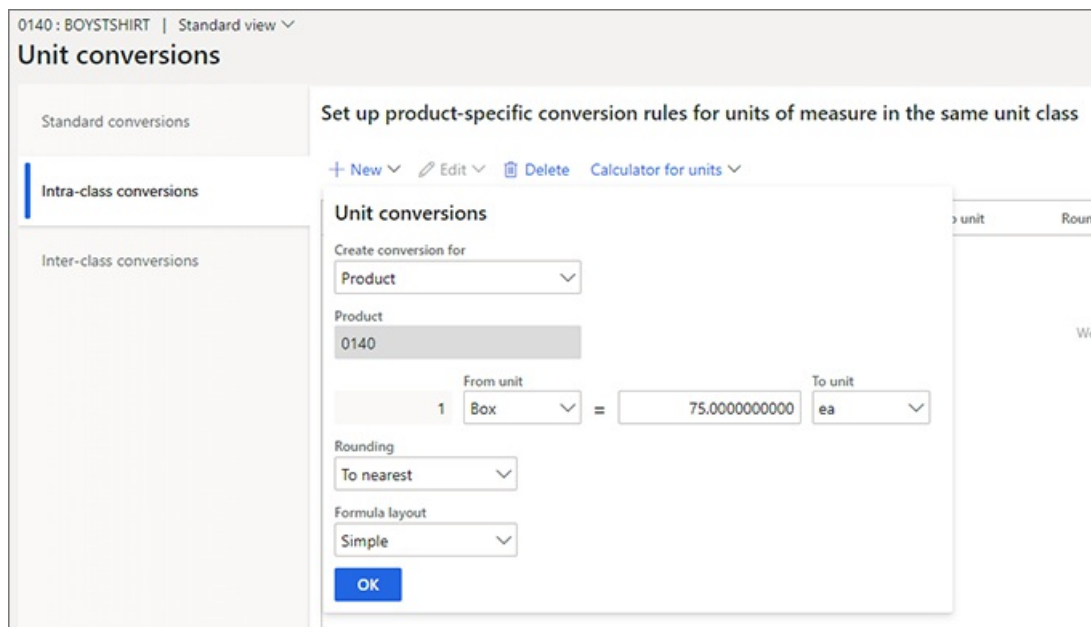 0140 : BOYSTSHIRT | Standard view
Unit conversions
Standard conversions
Intra-class conversions
Inter-class conversions
Set up product-specific conversion rules for units of measure in the same unit class
New Edit Delete Calculator for units
unit Roun
Unit conversions
Create conversion for
Product
Product
0140
From unit To unit
1 Box = 75.0000000000 ea
Rounding
To nearest
Formula layout
Simple
OK